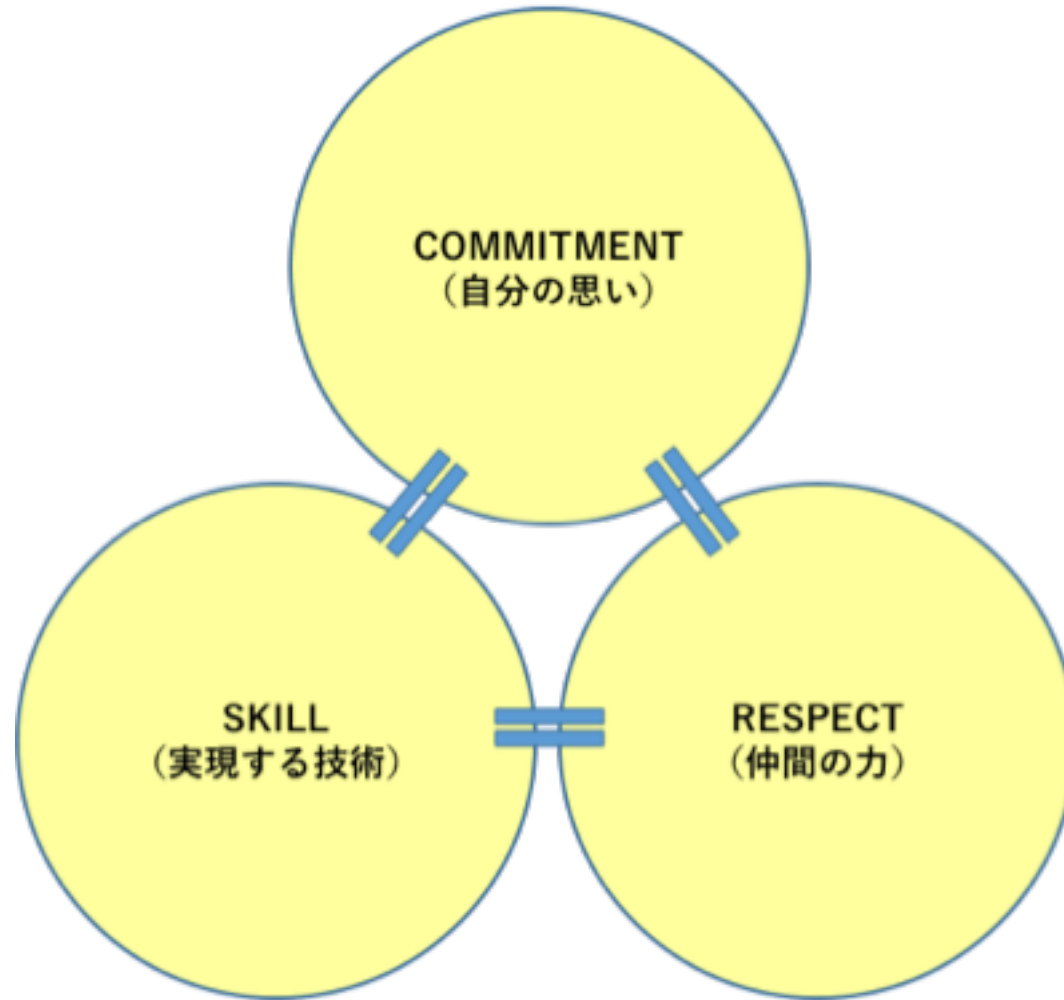 COMMITMENT
（自分の思い）
SKILL
（実現する技術）
RESPECT
（仲間の力）